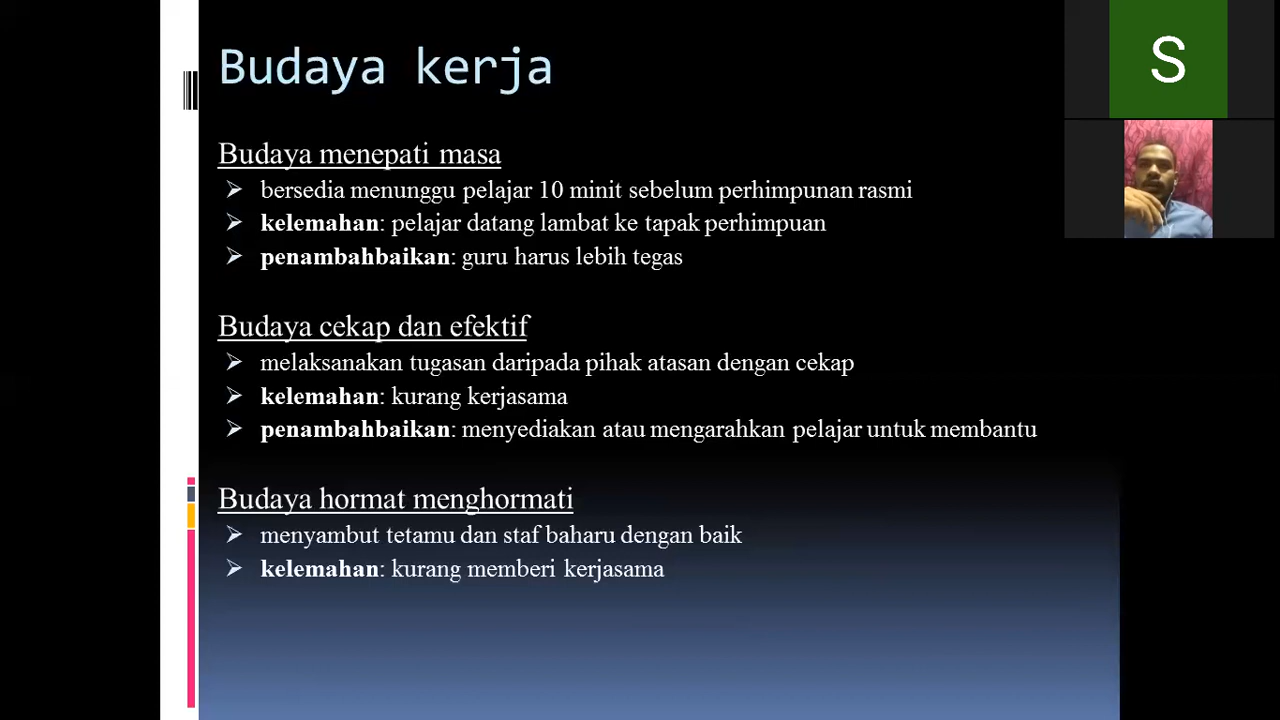 Budaya kerja
S
Budaya menepati masa
bersedia menunggu pelajar 10 minit sebelum perhimpunan rasmi
kelemahan: pelajar datang lambat ke tapak perhimpuan
penambahbaikan: guru harus lebih tegas
Budaya cekap dan efektif
melaksanakan tugasan daripada pihak atasan dengan cekap
kelemahan: kurang kerjasama
penambahbaikan: menyediakan atau mengarahkan pelajar untuk membantu
Budaya hormat menghormati
menyambut tetamu dan staf baharu dengan baik
kelemahan: kurang memberi kerjasama